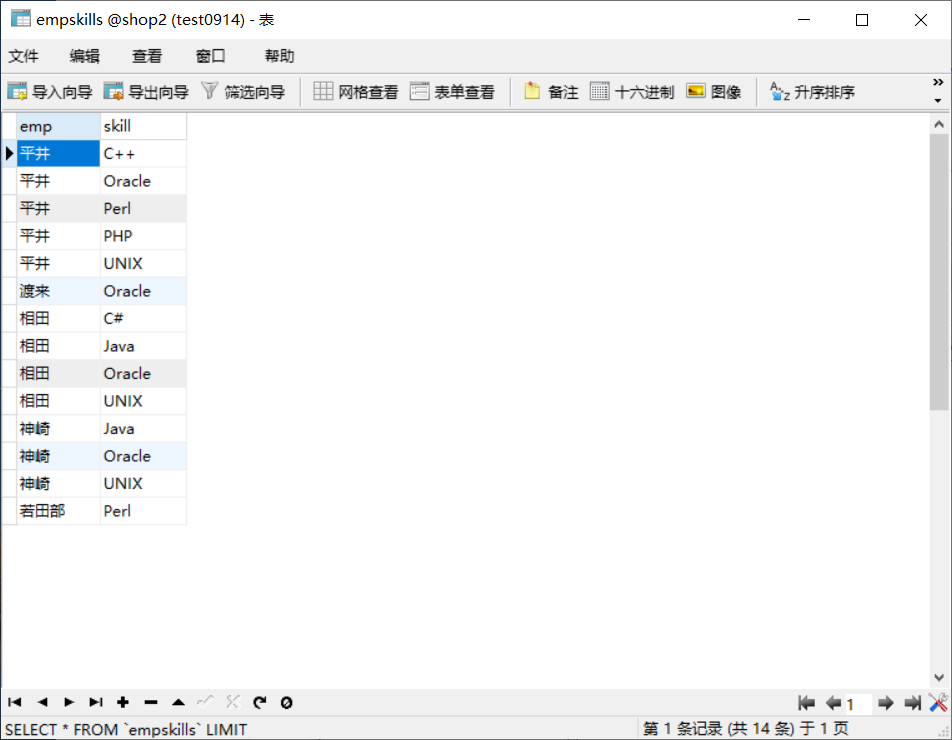 empskills @shop2 (test0914) - 表
文件 编辑 查看 窗口 帮助
导入向导 导出向导 筛选向导 网格查看 表单查看 备注 十六进制 图像 升序排序
emp skill
平井 C++
平井 Oracle
平井 Perl
平井 PHP
平井 UNIX
渡来 Oracle
相田 C#
相田 Java
相田 Oracle
相田 UNIX
神崎 Java
神崎 Oracle
神崎 UNIX
若田部 Perl
1
SELECT * FROM `empskills` LIMIT 第 1 条记录 (共 14 条) 于 1 页